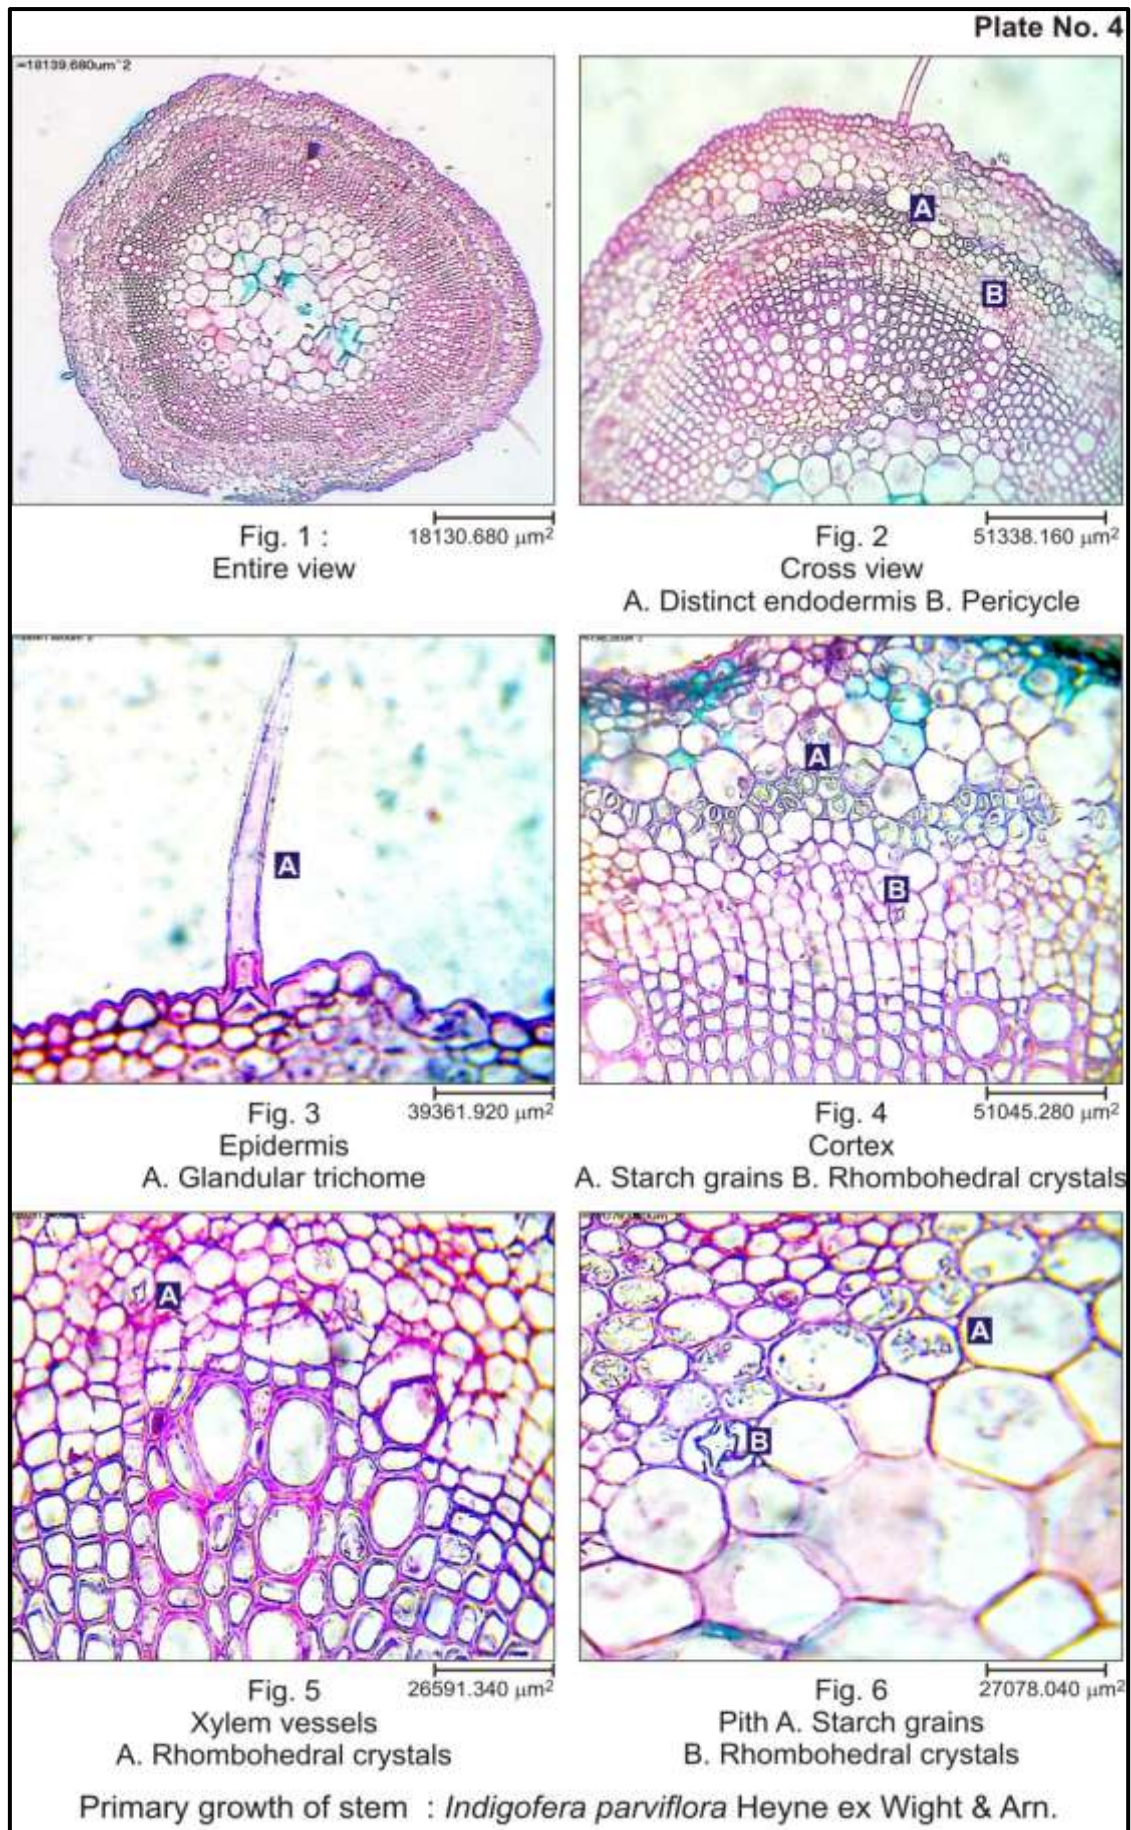 Plate No. 4
=18139.680um^2
Fig. 1 :
18130.680 µm²
Entire view
Fig. 2
51338.160 µm²
Cross view
A. Distinct endodermis B. Pericycle
A
B
Fig. 3
39361.920 µm²
Epidermis
A. Glandular trichome
A
Fig. 4
51045.280 µm²
Cortex
A. Starch grains B. Rhombohedral crystals
A
B
Fig. 5
26591.340 µm²
Xylem vessels
A. Rhombohedral crystals
A
Fig. 6
27078.040 µm²
Pith A. Starch grains
B. Rhombohedral crystals
A
B
Primary growth of stem : Indigofera parviflora Heyne ex Wight & Arn.